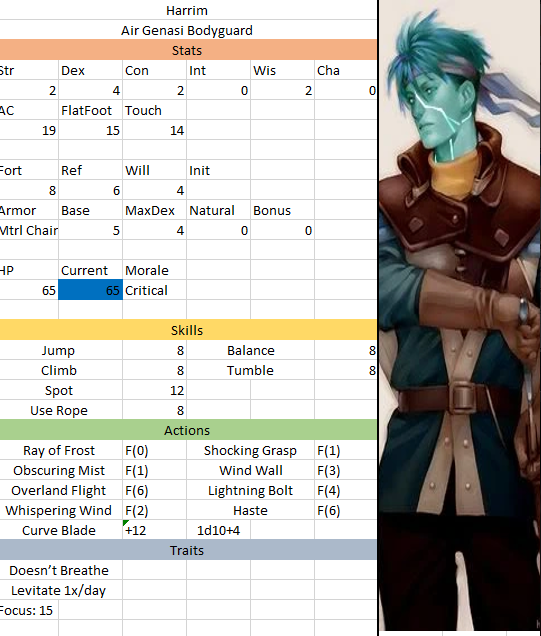 Harrim
Air Genasi Bodyguard
Stats
Str Dex Con Int Wis Cha
2 4 2 0 2 0
AC FlatFoot Touch
19 15 14
Fort Ref Will Init
8 6 4
Armor Base MaxDex Natural Bonus
Mtrl Chair 5 4 0 0
HP Current Morale
65 65 Critical
Skills
Jump 8 Balance 8
Climb 8 Tumble 8
Spot 12
Use Rope 8
Actions
Ray of Frost F(0) Shocking Grasp F(1)
Obscuring Mist F(1) Wind Wall F(3)
Overland Flight F(6) Lightning Bolt F(4)
Whispering Wind F(2) Haste F(6)
Curve Blade +12 1d10+4
Traits
Doesn't Breathe
Levitate 1x/day
Focus: 15